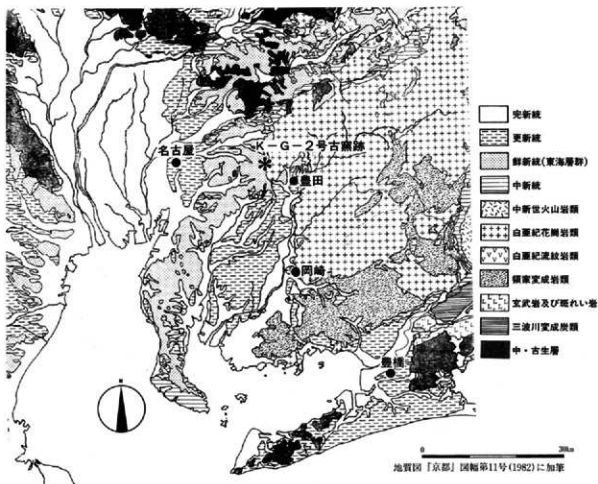 名古屋
K－G－2号古窯跡
豊田
岡崎
豊橋
N
完新統
更新統
鮮新統(東海層群)
中新統
中新世火山岩類
白亜紀花崗岩類
白亜紀流紋岩類
領家変成岩類
玄武岩及び斑れい岩
三波川変成炭類
中・古生層
0
20km
地質図『京都』図幅第11号(1982)に加筆